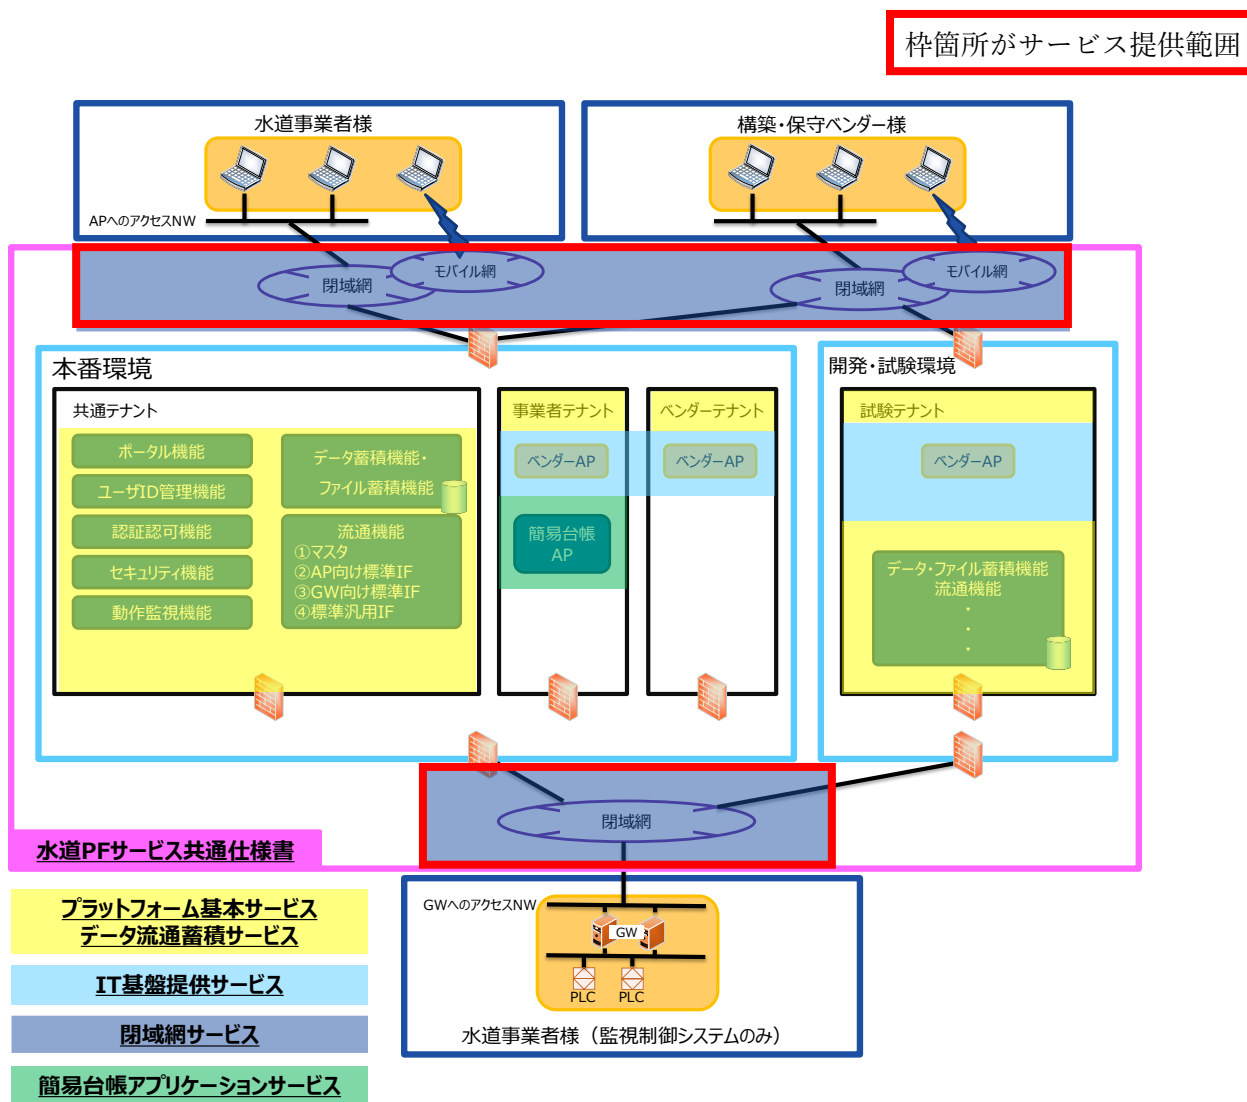 枠箇所がサービス提供範囲
水道事業者様
構築・保守ベンダー様
APへのアクセスNW
閉域網
モバイル網
閉域網
モバイル網
本番環境
開発・試験環境
共通テナント
事業者テナント
ベンダーテナント
試験テナント
ポータル機能
ユーザID管理機能
認証認可機能
セキュリティ機能
動作監視機能
データ蓄積機能・
ファイル蓄積機能
流通機能
①マスタ
②AP向け標準IF
③GW向け標準IF
④標準汎用IF
ベンダーAP
簡易台帳
AP
ベンダーAP
ベンダーAP
データ・ファイル蓄積機能
流通機能
・
・
・
閉域網
水道PFサービス共通仕様書
プラットフォーム基本サービス
データ流通蓄積サービス
IT基盤提供サービス
閉域網サービス
簡易台帳アプリケーションサービス
GWへのアクセスNW
GW
PLC
PLC
水道事業者様（監視制御システムのみ）